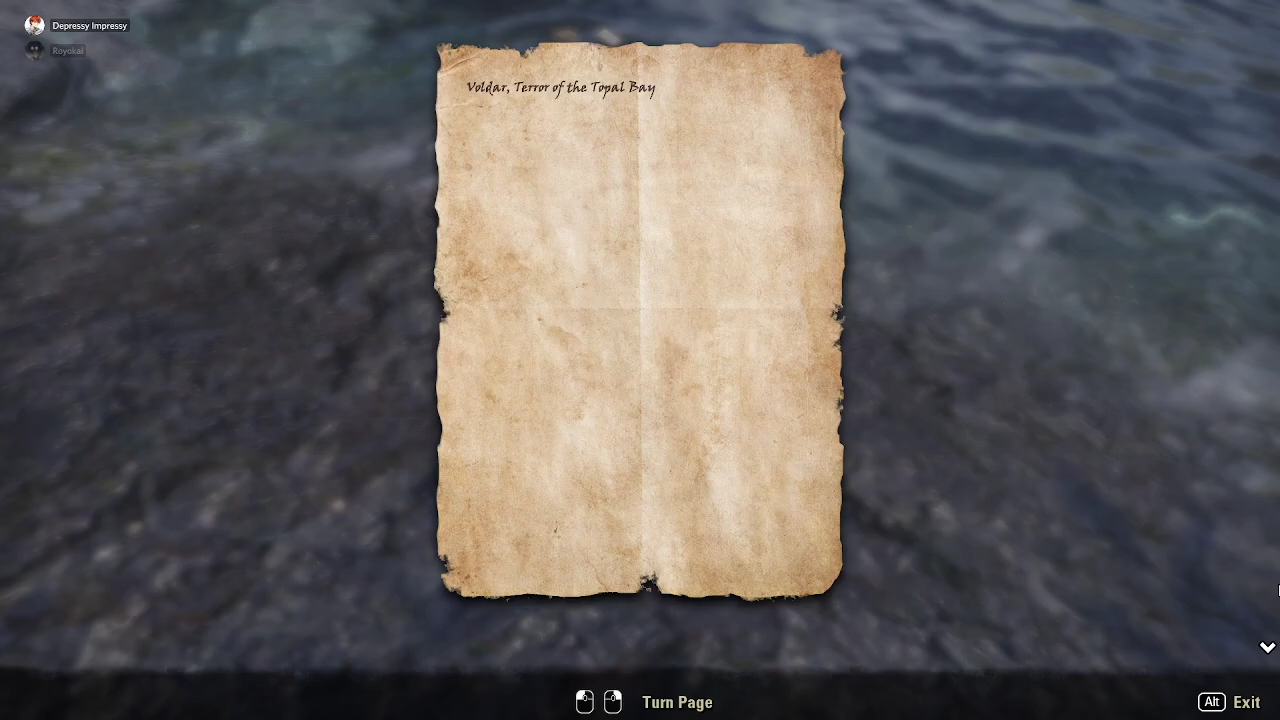 Depressy Impressy
Royokai
Voldar, Terror of the Topal Bay
Turn Page
Alt Exit